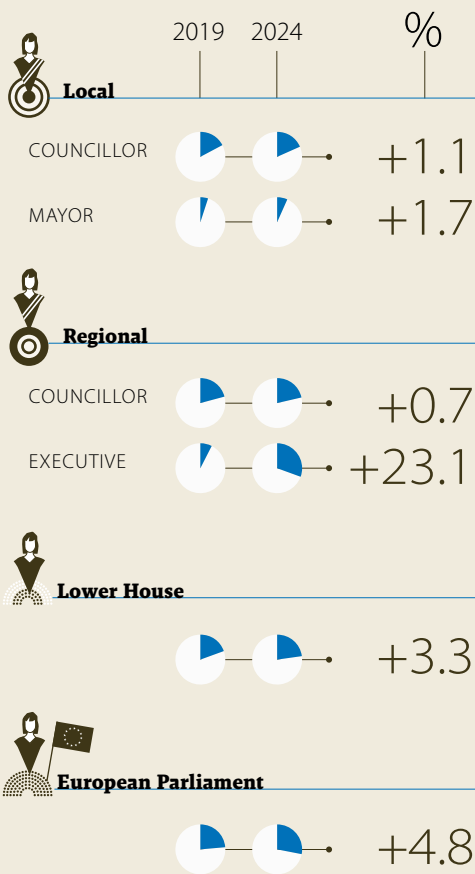 2019 2024 %
Local
COUNCILLOR +1.1
MAYOR +1.7
Regional
COUNCILLOR +0.7
EXECUTIVE +23.1
Lower House
+3.3
European Parliament
+4.8